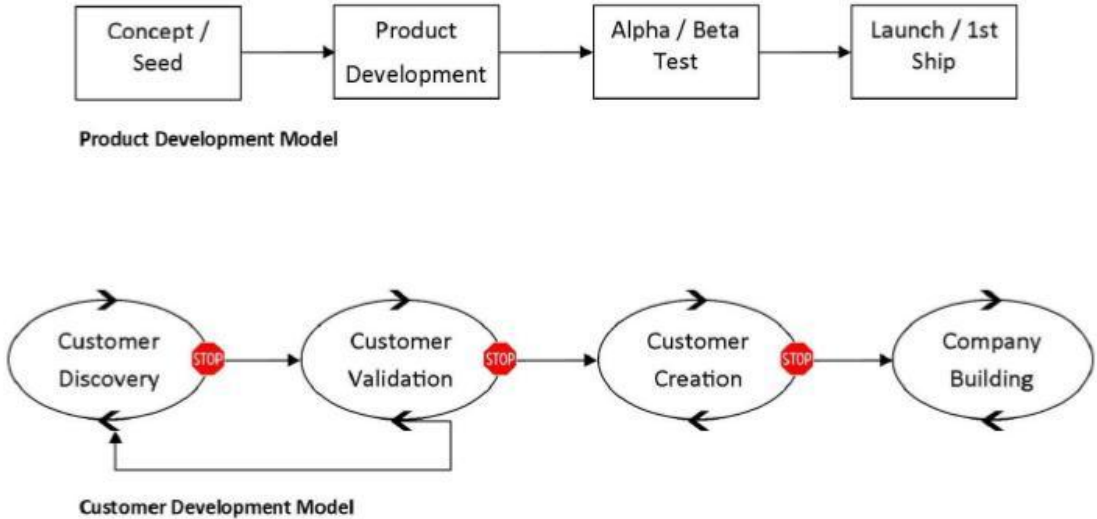 Concept /
Seed
Product
Development
Alpha / Beta
Test
Launch / 1st
Ship
Product Development Model
Customer
Discovery
STOP
Customer
Validation
STOP
Customer
Creation
STOP
Company
Building
Customer Development Model